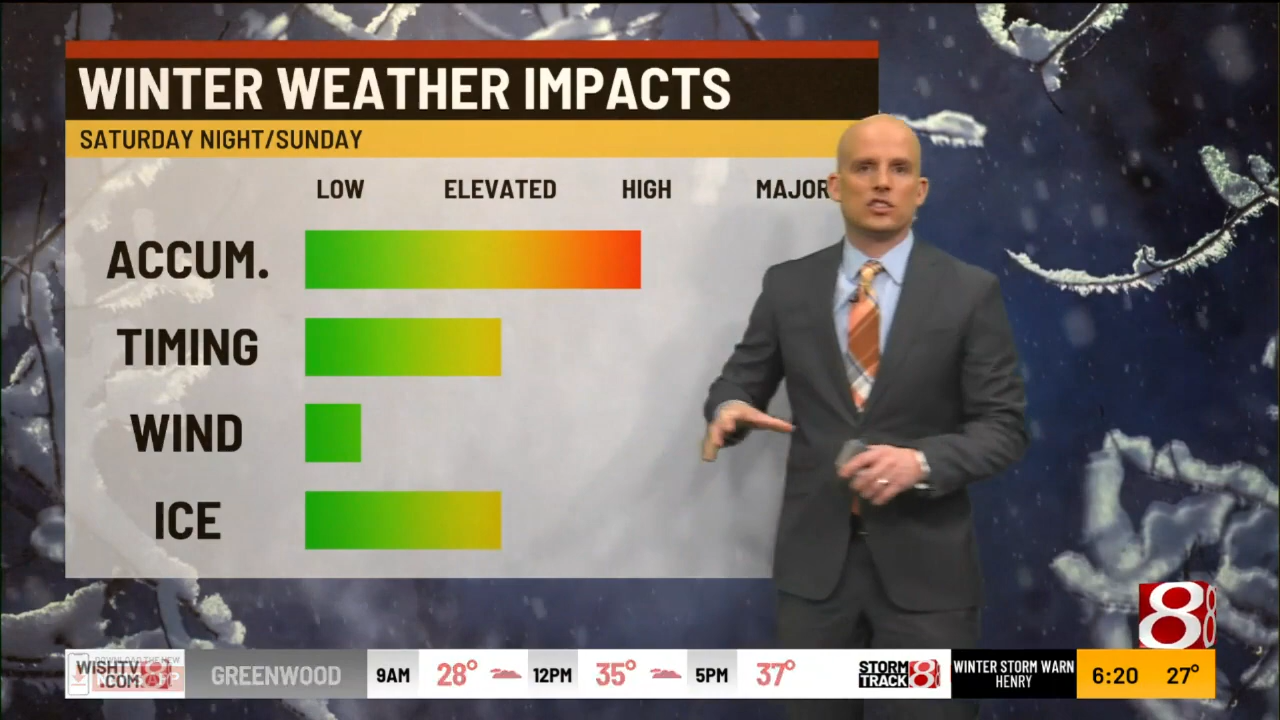 WINTER WEATHER IMPACTS
SATURDAY NIGHT/SUNDAY
LOW ELEVATED HIGH MAJOR
ACCUM.
TIMING
WIND
ICE
8
WISHTV
.COM
8
GREENWOOD 9AM 28° 12PM 35° 5PM 37°
STORM
TRACK 8
WINTER STORM WARN
HENRY
6:20 27°